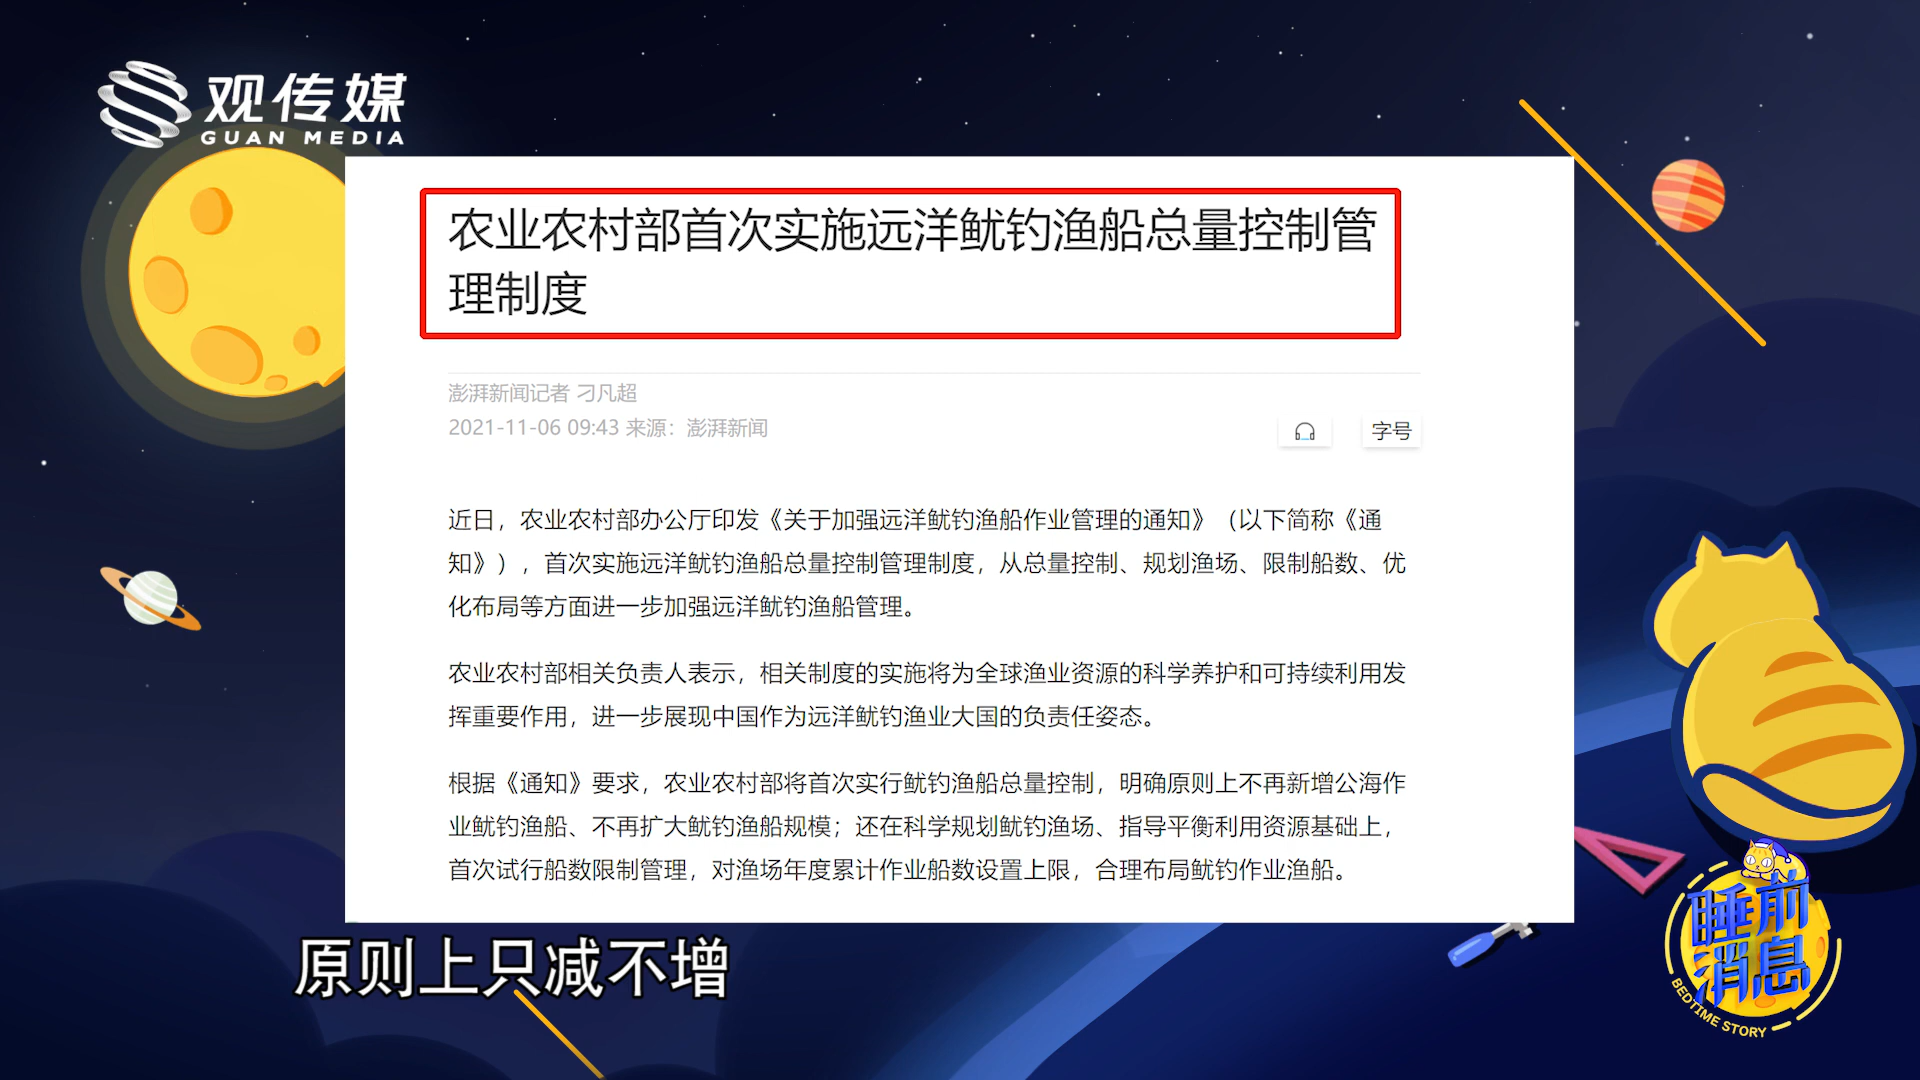 观传媒
GUAN MEDIA
农业农村部首次实施远洋鱿钓渔船总量控制管
理制度
澎湃新闻记者 刁凡超
2021-11-06 09:43 来源：澎湃新闻
字号
近日，农业农村部办公厅印发《关于加强远洋鱿钓渔船作业管理的通知》（以下简称《通
知》），首次实施远洋鱿钓渔船总量控制管理制度，从总量控制、规划渔场、限制船数、优
化布局等方面进一步加强远洋鱿钓渔船管理。
农业农村部相关负责人表示，相关制度的实施将为全球渔业资源的科学养护和可持续利用发
挥重要作用，进一步展现中国作为远洋鱿钓渔业大国的负责任姿态。
根据《通知》要求，农业农村部将首次实行鱿钓渔船总量控制，明确原则上不再新增公海作
业鱿钓渔船、不再扩大鱿钓渔船规模；还在科学规划鱿钓渔场、指导平衡利用资源基础上，
首次试行船数限制管理，对渔场年度累计作业船数设置上限，合理布局鱿钓作业渔船。
原则上只减不增
睡前
消息
BEDTIME STORY